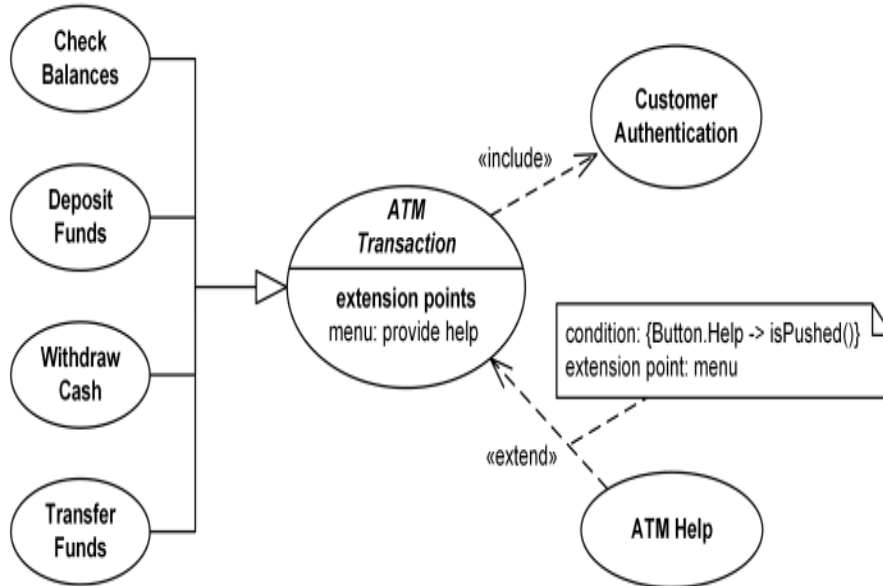 Check
Balances
Deposit
Funds
Withdraw
Cash
Transfer
Funds
ATM
Transaction
extension points
menu: provide help
«include»
Customer
Authentication
condition: {Button.Help -> isPushed()}
extension point: menu
«extend»
ATM Help